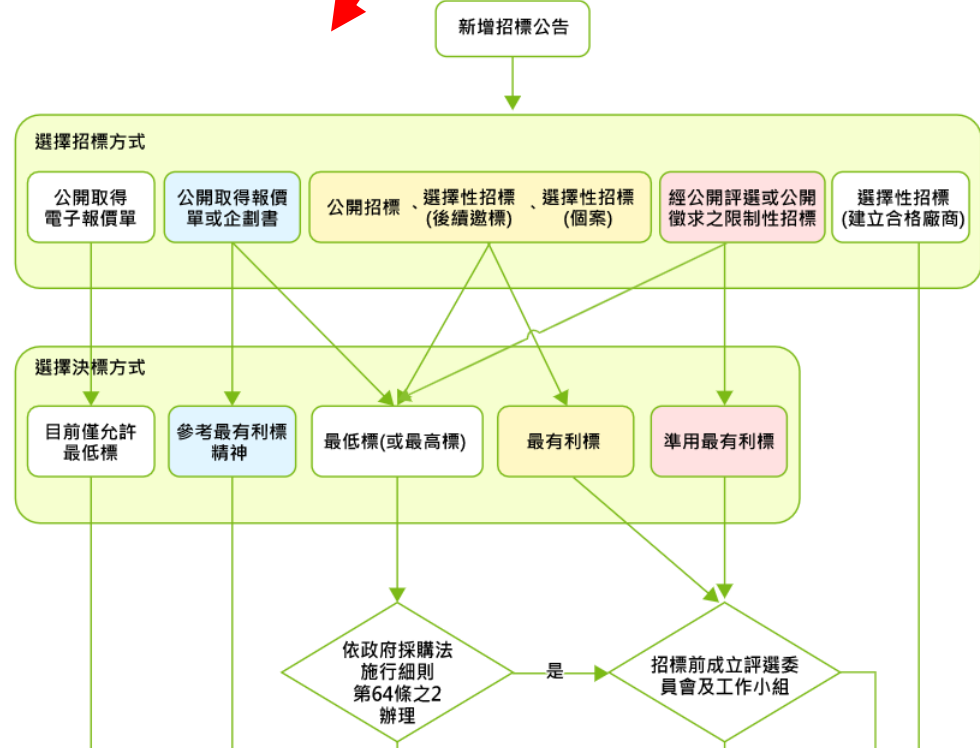 新增招標公告
選擇招標方式
公開取得
電子報價單
公開取得報價
單或企劃書
公開招標、選擇性招標(後續邀標)、選擇性招標(個案)
經公開評選或公開
徵求之限制性招標
選擇性招標
(建立合格廠商)
選擇決標方式
目前僅允許
最低標
參考最有利標
精神
最低標(或最高標)
最有利標
準用最有利標
依政府採購法
施行細則
第64條之2
辦理
是
招標前成立評選委
員會及工作小組